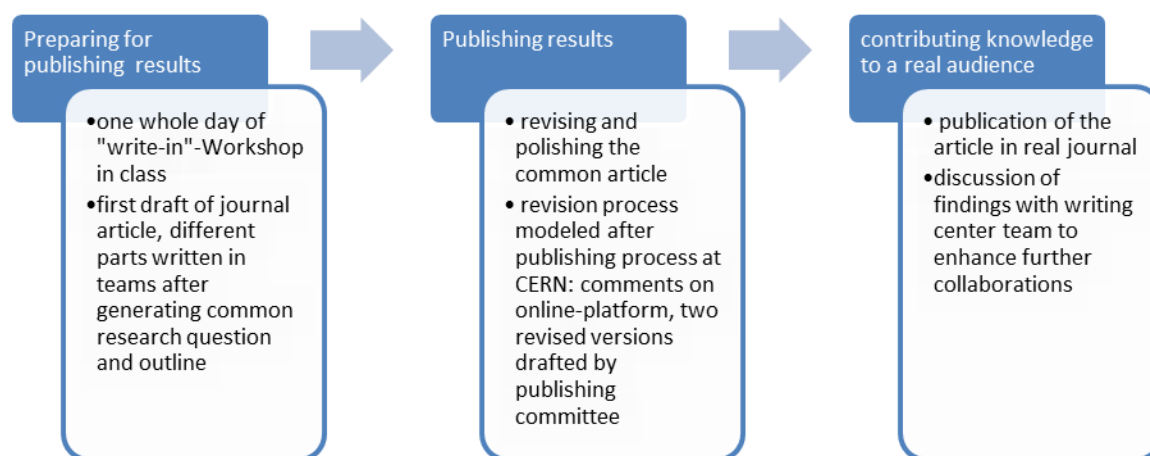 Preparing for
publishing results
•one whole day of
"write-in"-Workshop
in class
•first draft of journal
article, different
parts written in
teams after
generating common
research question
and outline
Publishing results
• revising and
polishing the
common article
• revision process
modeled after
publishing process at
CERN: comments on
online-platform, two
revised versions
drafted by
publishing
committee
contributing knowledge
to a real audience
• publication of the
article in real journal
•discussion of
findings with writing
center team to
enhance further
collaborations